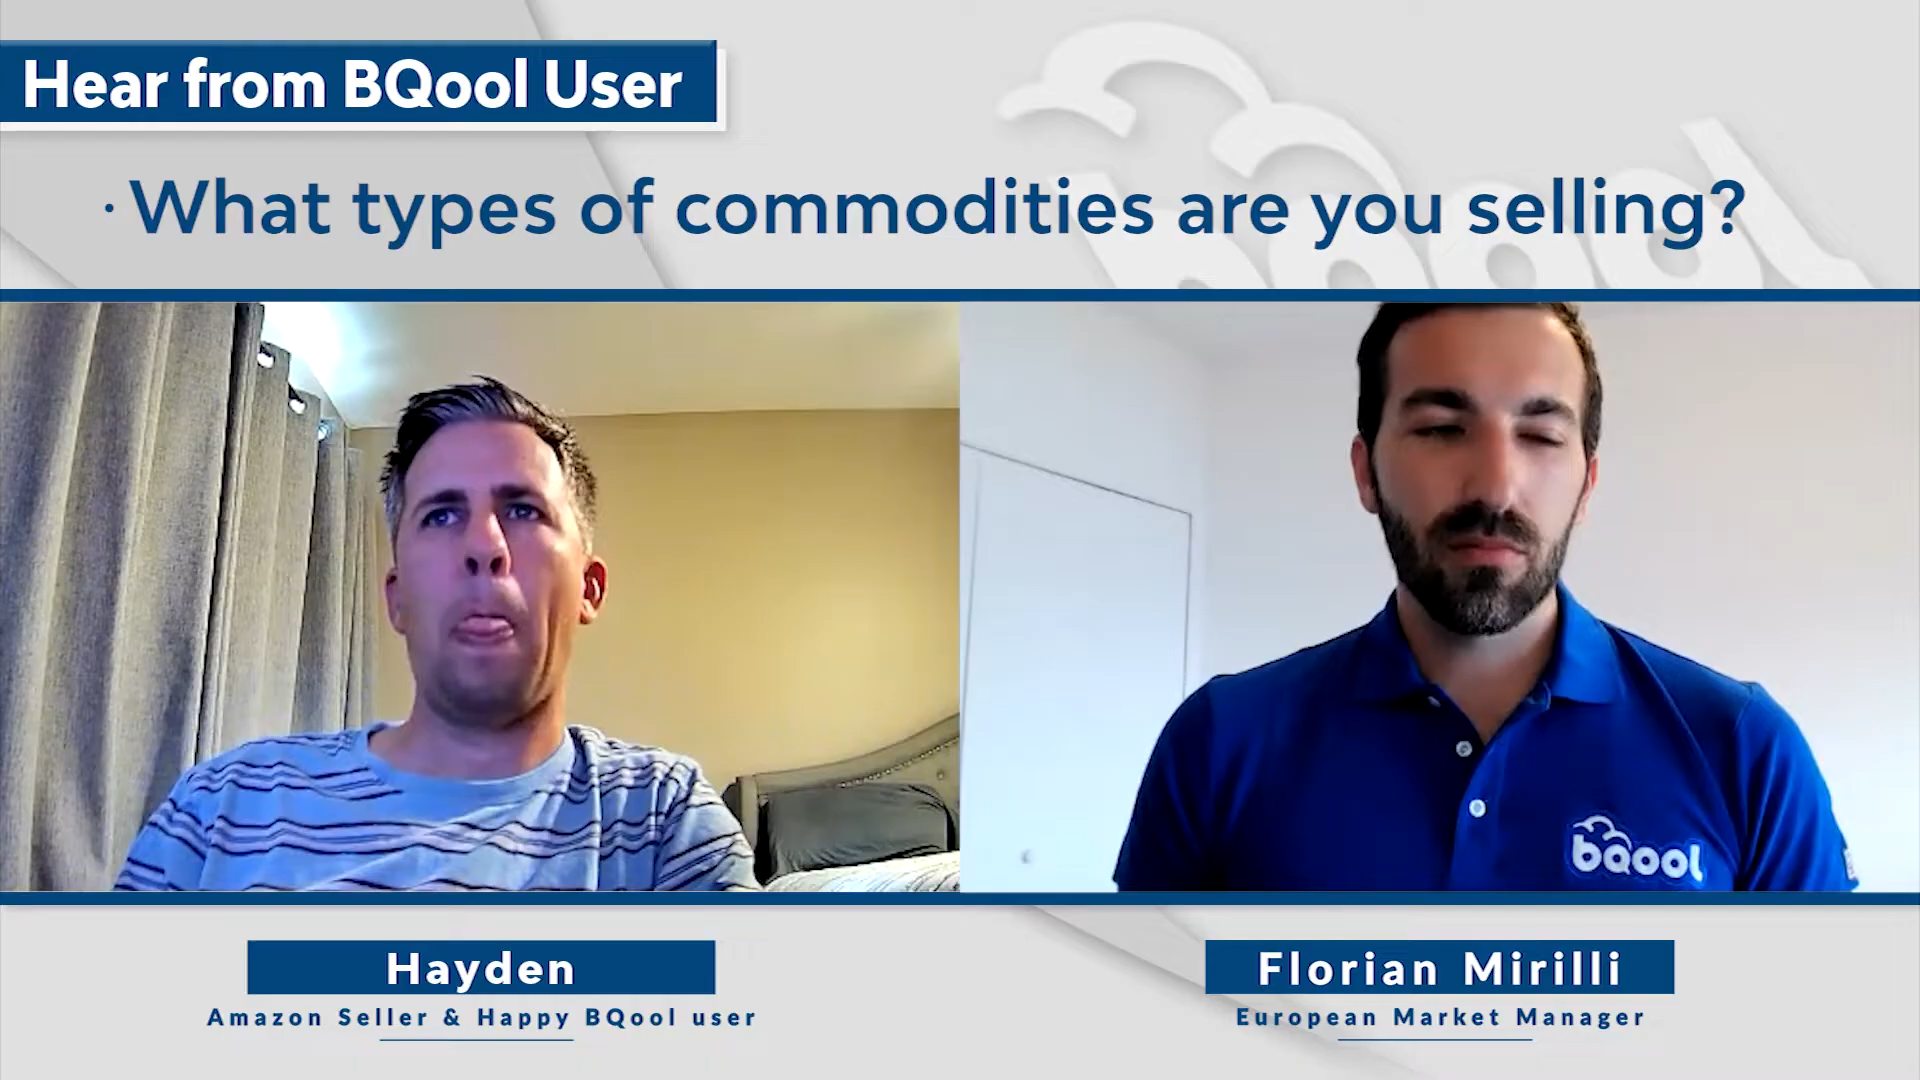 Hear from BQool User
· What types of commodities are you selling?
bqool
bqool
Hayden
Florian Mirilli
Amazon Seller & Happy BQool user
European Market Manager